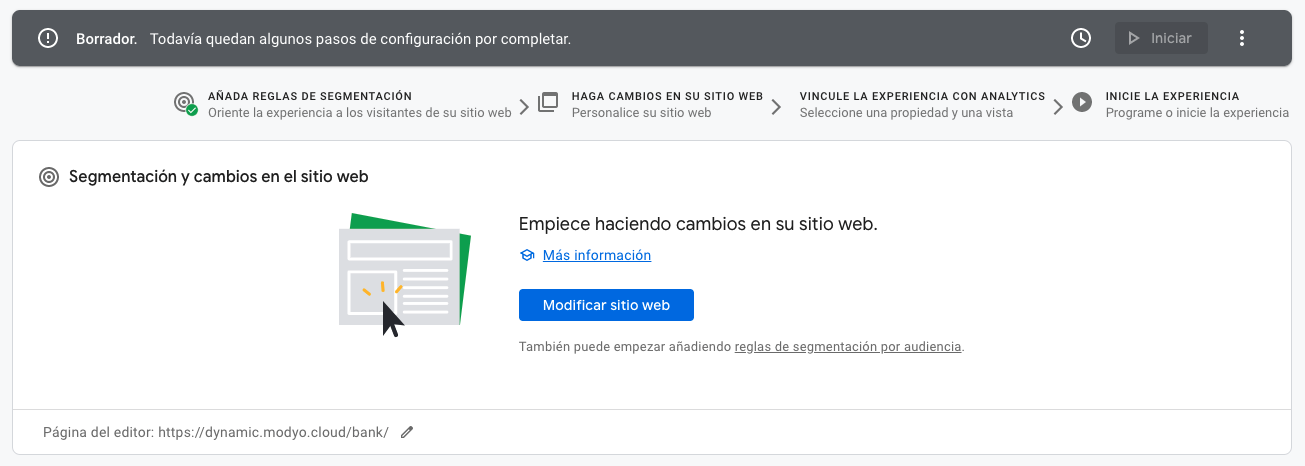 Borrador. Todavía quedan algunos pasos de configuración por completar.
Iniciar
AÑADA REGLAS DE SEGMENTACIÓN
Oriente la experiencia a los visitantes de su sitio web
HAGA CAMBIOS EN SU SITIO WEB
Personalice su sitio web
VINCULE LA EXPERIENCIA CON ANALYTICS
Seleccione una propiedad y una vista
INICIE LA EXPERIENCIA
Programe o inicie la experiencia
Segmentación y cambios en el sitio web
Empiece haciendo cambios en su sitio web.
Más información
Modificar sitio web
También puede empezar añadiendo reglas de segmentación por audiencia.
Página del editor: https://dynamic.modyo.cloud/bank/